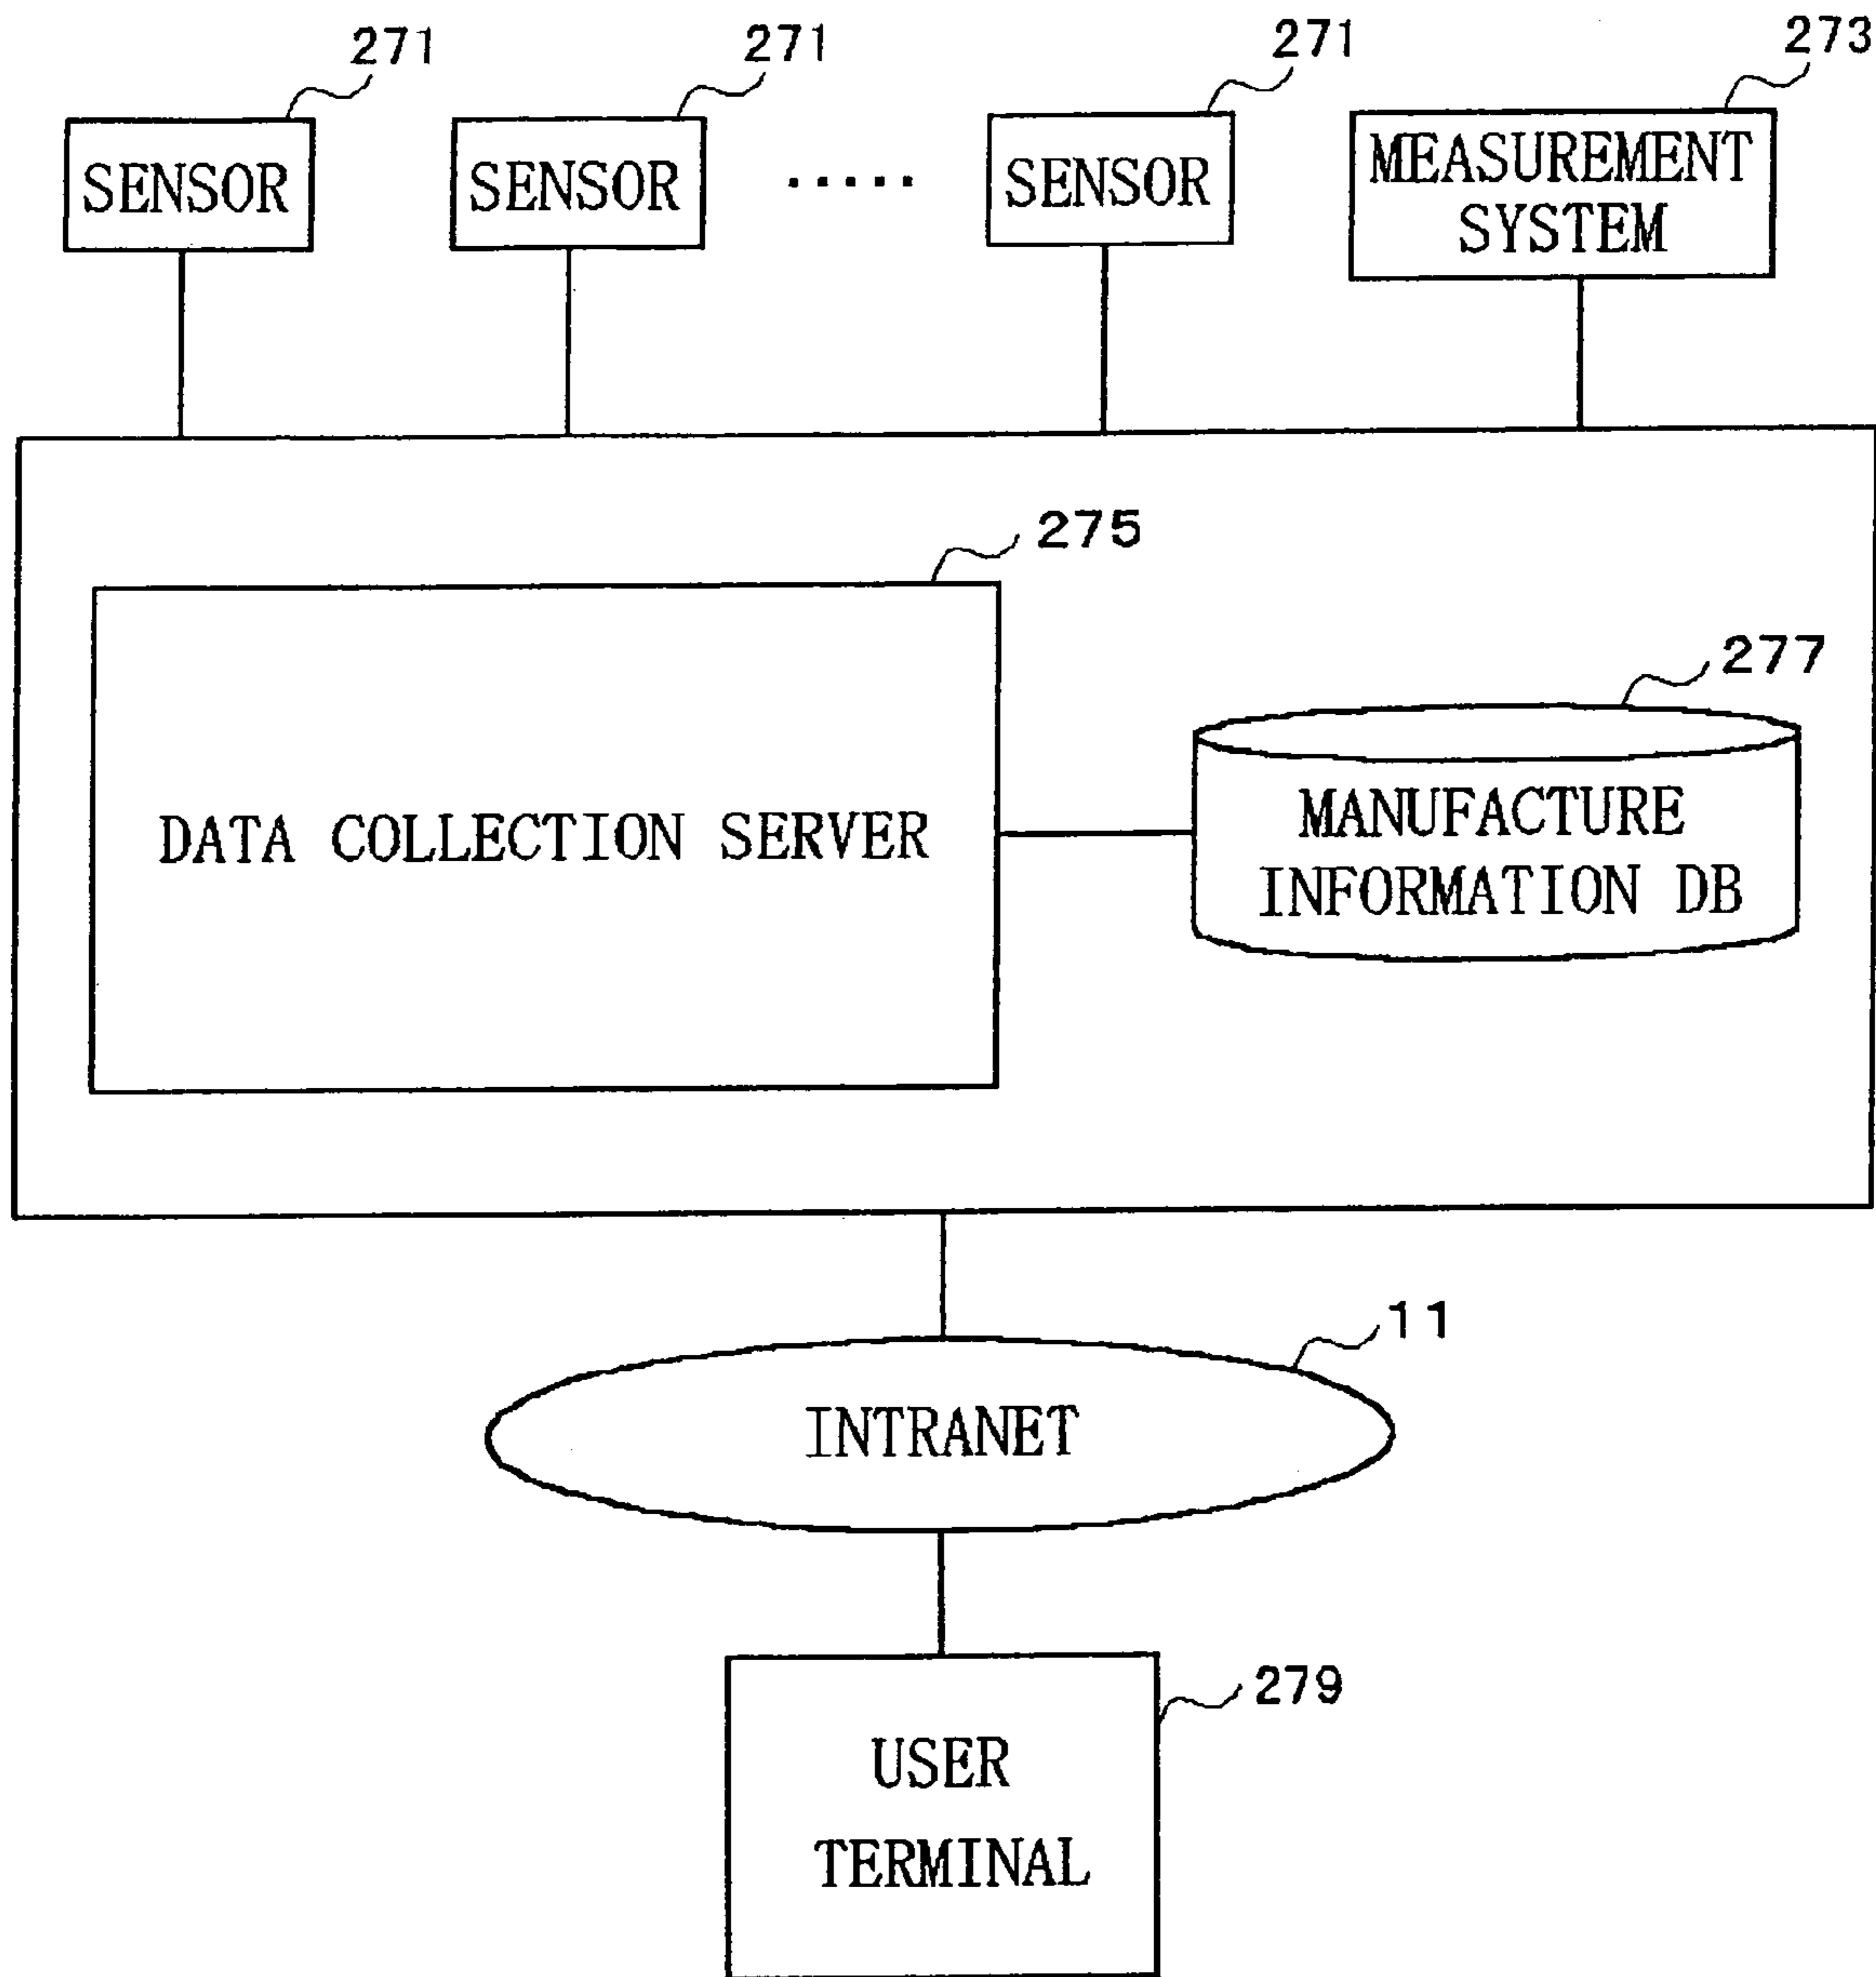 271
271
271
273
SENSOR
SENSOR
.....
SENSOR
MEASUREMENT
SYSTEM
275
277
DATA COLLECTION SERVER
MANUFACTURE
INFORMATION DB
11
INTRANET
279
USER
TERMINAL